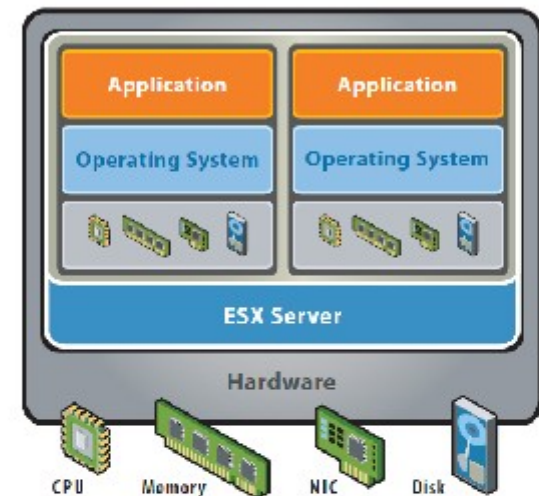 Application Application
Operating System Operating System
ESX Server
Hardware
CPU Memory NIC Disk